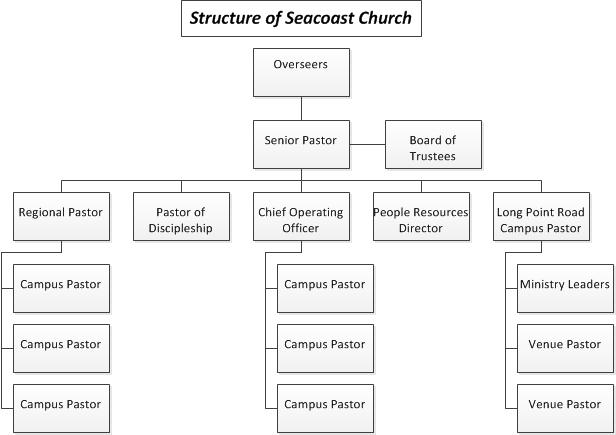 Structure of Seacoast Church
Overseers
Senior Pastor
Board of
Trustees
Regional Pastor
Pastor of
Discipleship
Chief Operating
Officer
People Resources
Director
Long Point Road
Campus Pastor
Campus Pastor
Campus Pastor
Ministry Leaders
Campus Pastor
Campus Pastor
Venue Pastor
Campus Pastor
Campus Pastor
Venue Pastor